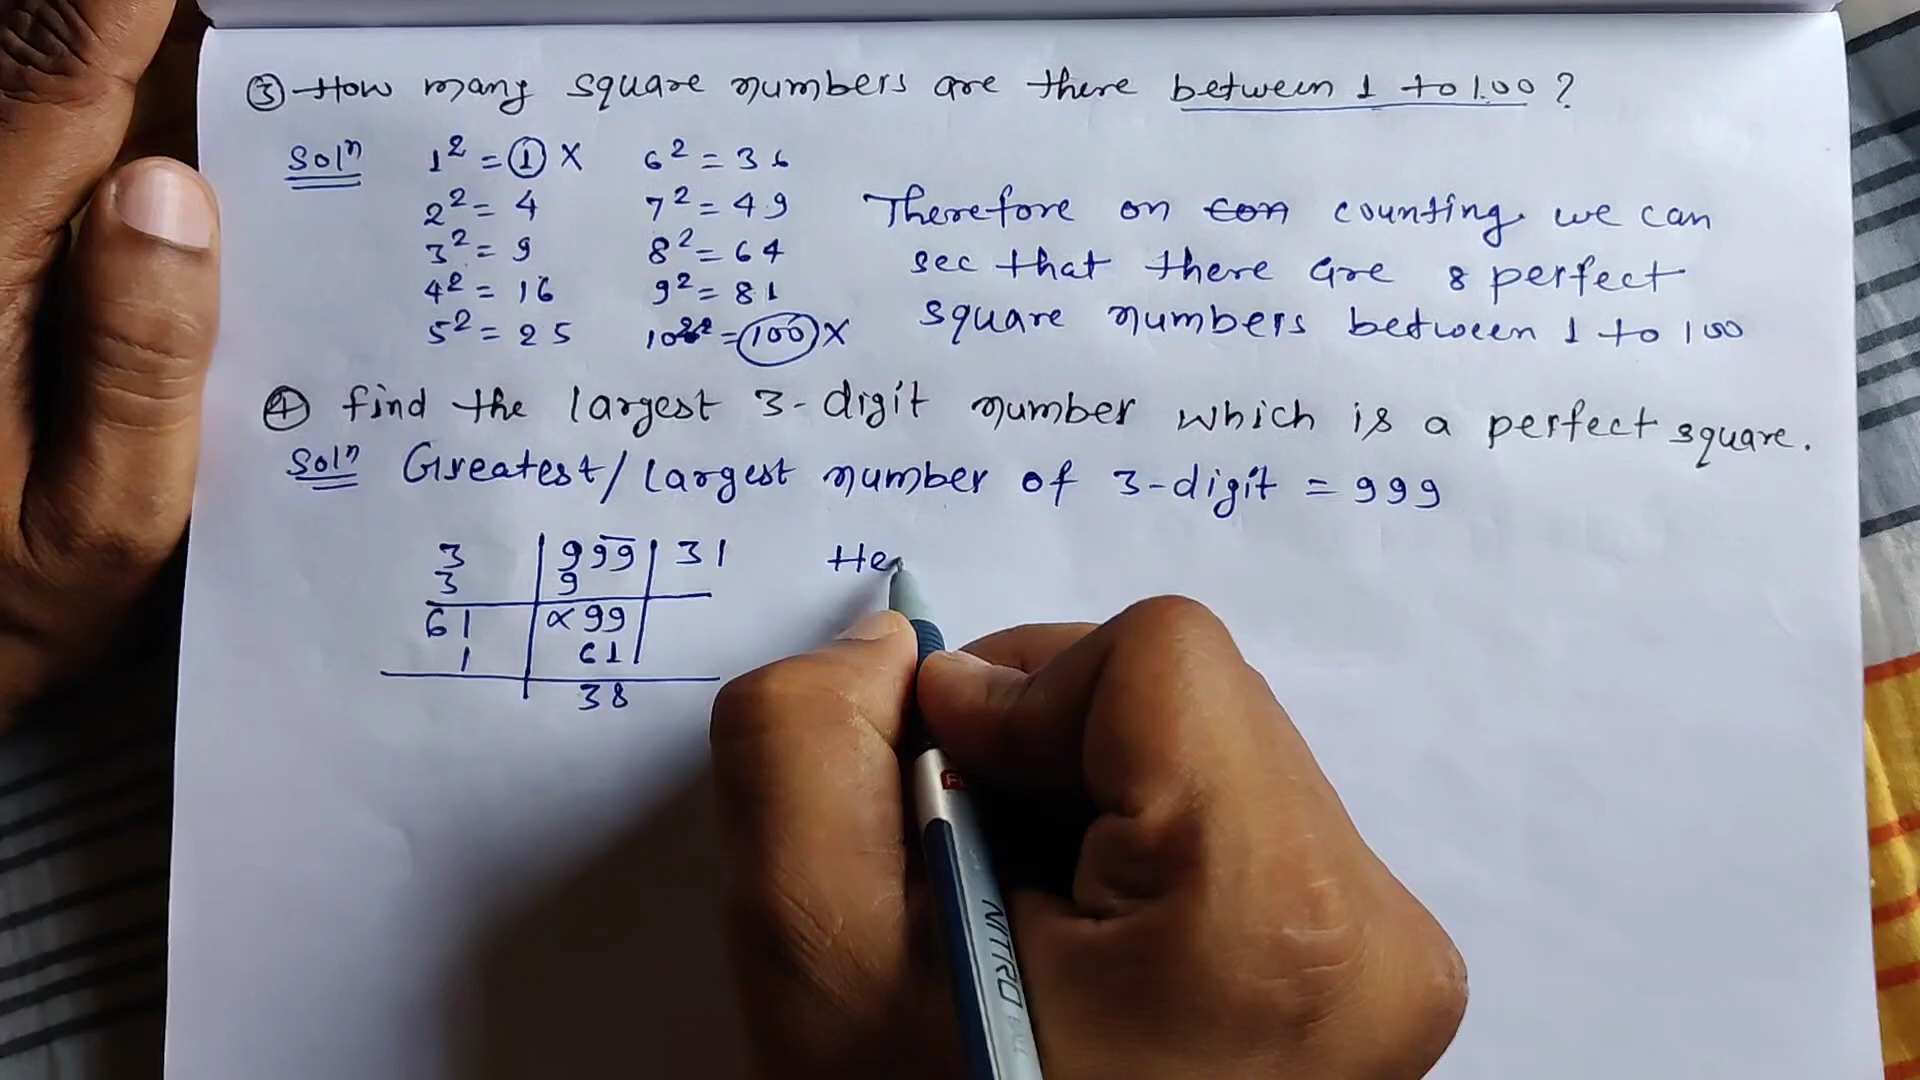 ③ How many square numbers are there between 1 to 100?
Solⁿ 1² = 1 X 6² = 36
2² = 4 7² = 49 Therefore on con counting we can
3² = 9 8² = 64 see that there are 8 perfect
4² = 16 9² = 81 square numbers between 1 to 100
5² = 25 10² = 100 X
④ find the largest 3-digit number which is a perfect square.
Solⁿ Greatest/largest number of 3-digit = 999
3 999 31 He
3 9
61 x99
1 61
38
NITRO